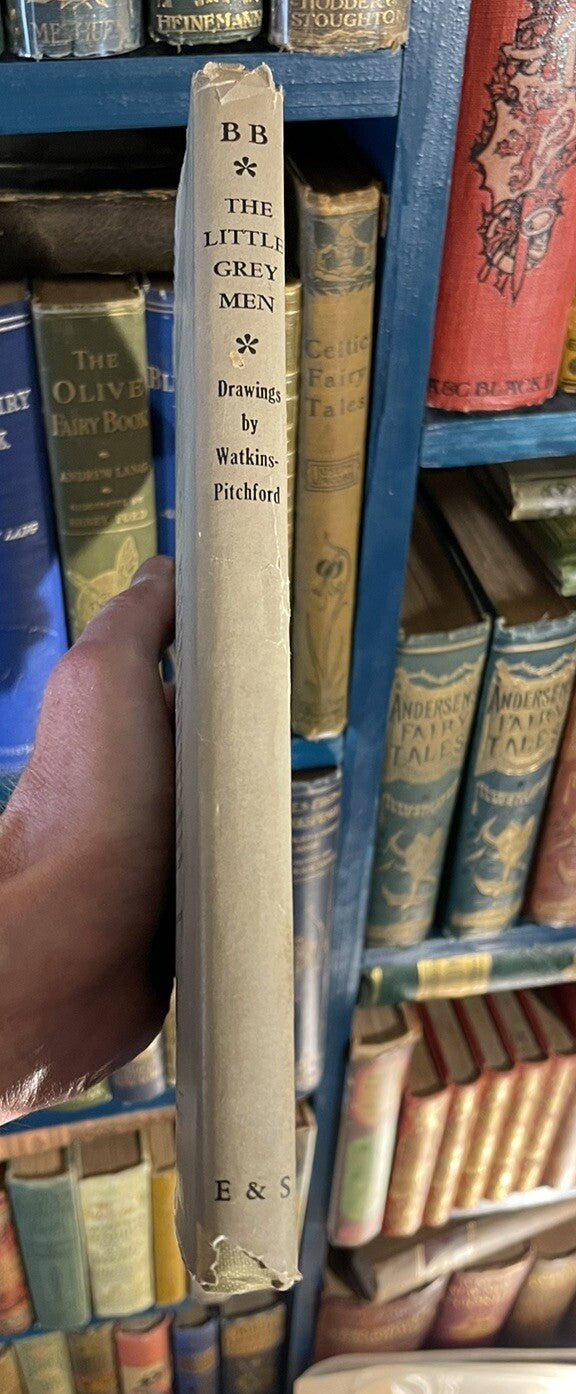 METHUEN
HEINEMANN
HODDER &
STOUGHTON
B B
*
THE
LITTLE
GREY
MEN
*
Drawings
by
Watkins-
Pitchford
E & S
THE
OLIVE
FAIRY BOOK
ANDREW LANG
Celtic
Fairy
Tales
A & C BLACK
ANDERSEN'S
FAIRY
TALES
ANDERSEN'S
FAIRY
TALES